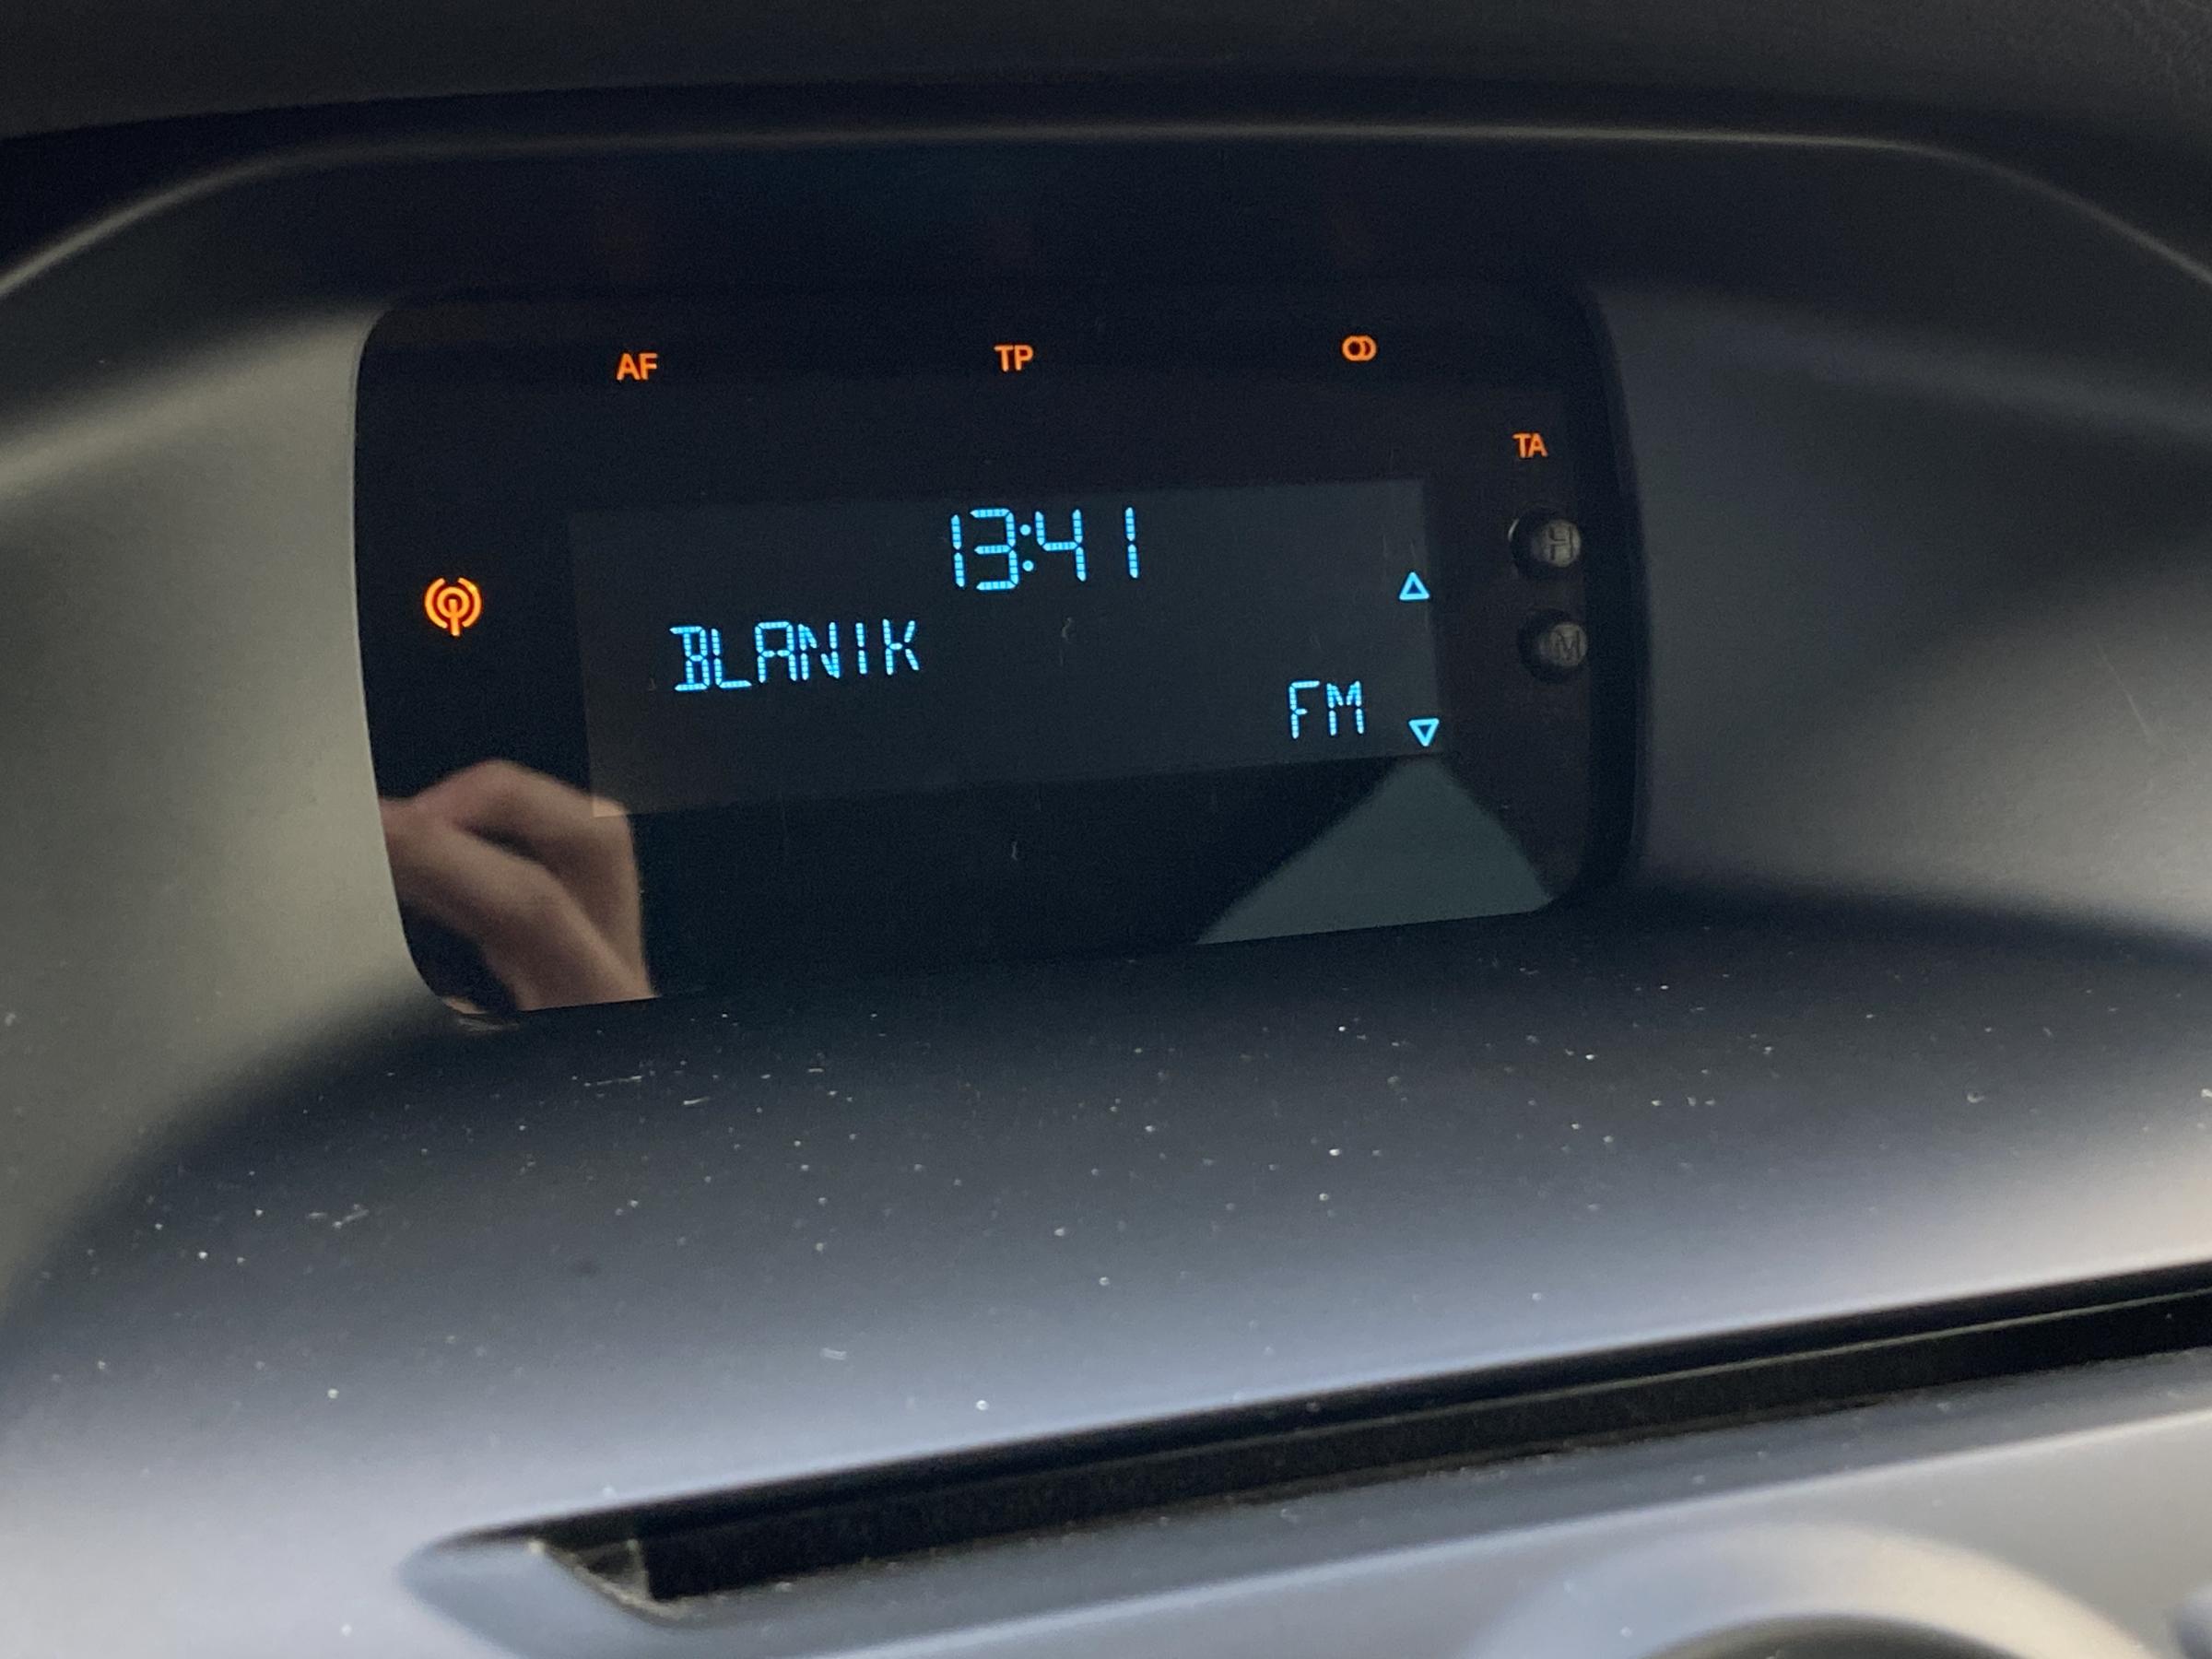 AF TP
TA
13:41
H
BLANIK
M
FM